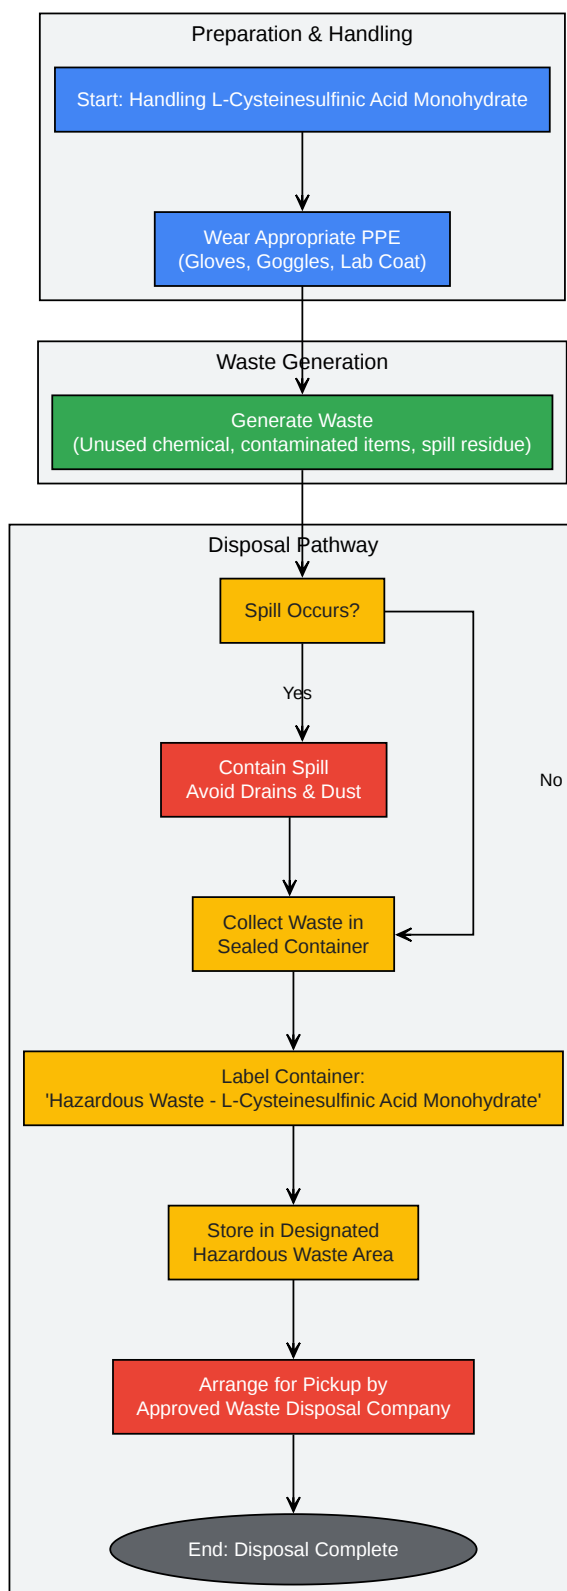 Preparation & Handling
Start: Handling L-Cysteinesulfinic Acid Monohydrate
Wear Appropriate PPE
(Gloves, Goggles, Lab Coat)
Waste Generation
Generate Waste
(Unused chemical, contaminated items, spill residue)
Disposal Pathway
Spill Occurs?
Yes
Contain Spill
Avoid Drains & Dust
No
Collect Waste in
Sealed Container
Label Container:
'Hazardous Waste - L-Cysteinesulfinic Acid Monohydrate'
Store in Designated
Hazardous Waste Area
Arrange for Pickup by
Approved Waste Disposal Company
End: Disposal Complete